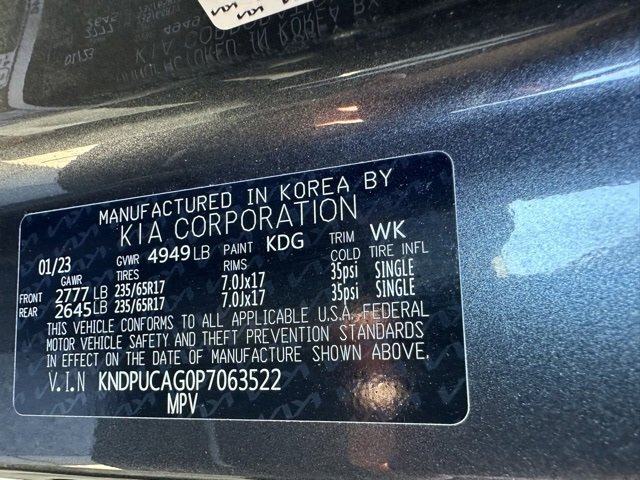 MANUFACTURED IN KOREA BY
KIA CORPORATION
01/23 GVWR 4949 LB PAINT KDG TRIM WK
GAWR TIRES RIMS COLD TIRE INFL
FRONT 2777 LB 235/65R17 7.0Jx17 35psi SINGLE
REAR 2645 LB 235/65R17 7.0Jx17 35psi SINGLE
THIS VEHICLE CONFORMS TO ALL APPLICABLE U.S.A. FEDERAL
MOTOR VEHICLE SAFETY AND THEFT PREVENTION STANDARDS
IN EFFECT ON THE DATE OF MANUFACTURE SHOWN ABOVE.
V.I.N KNDPUCAG0P7063522
MPV